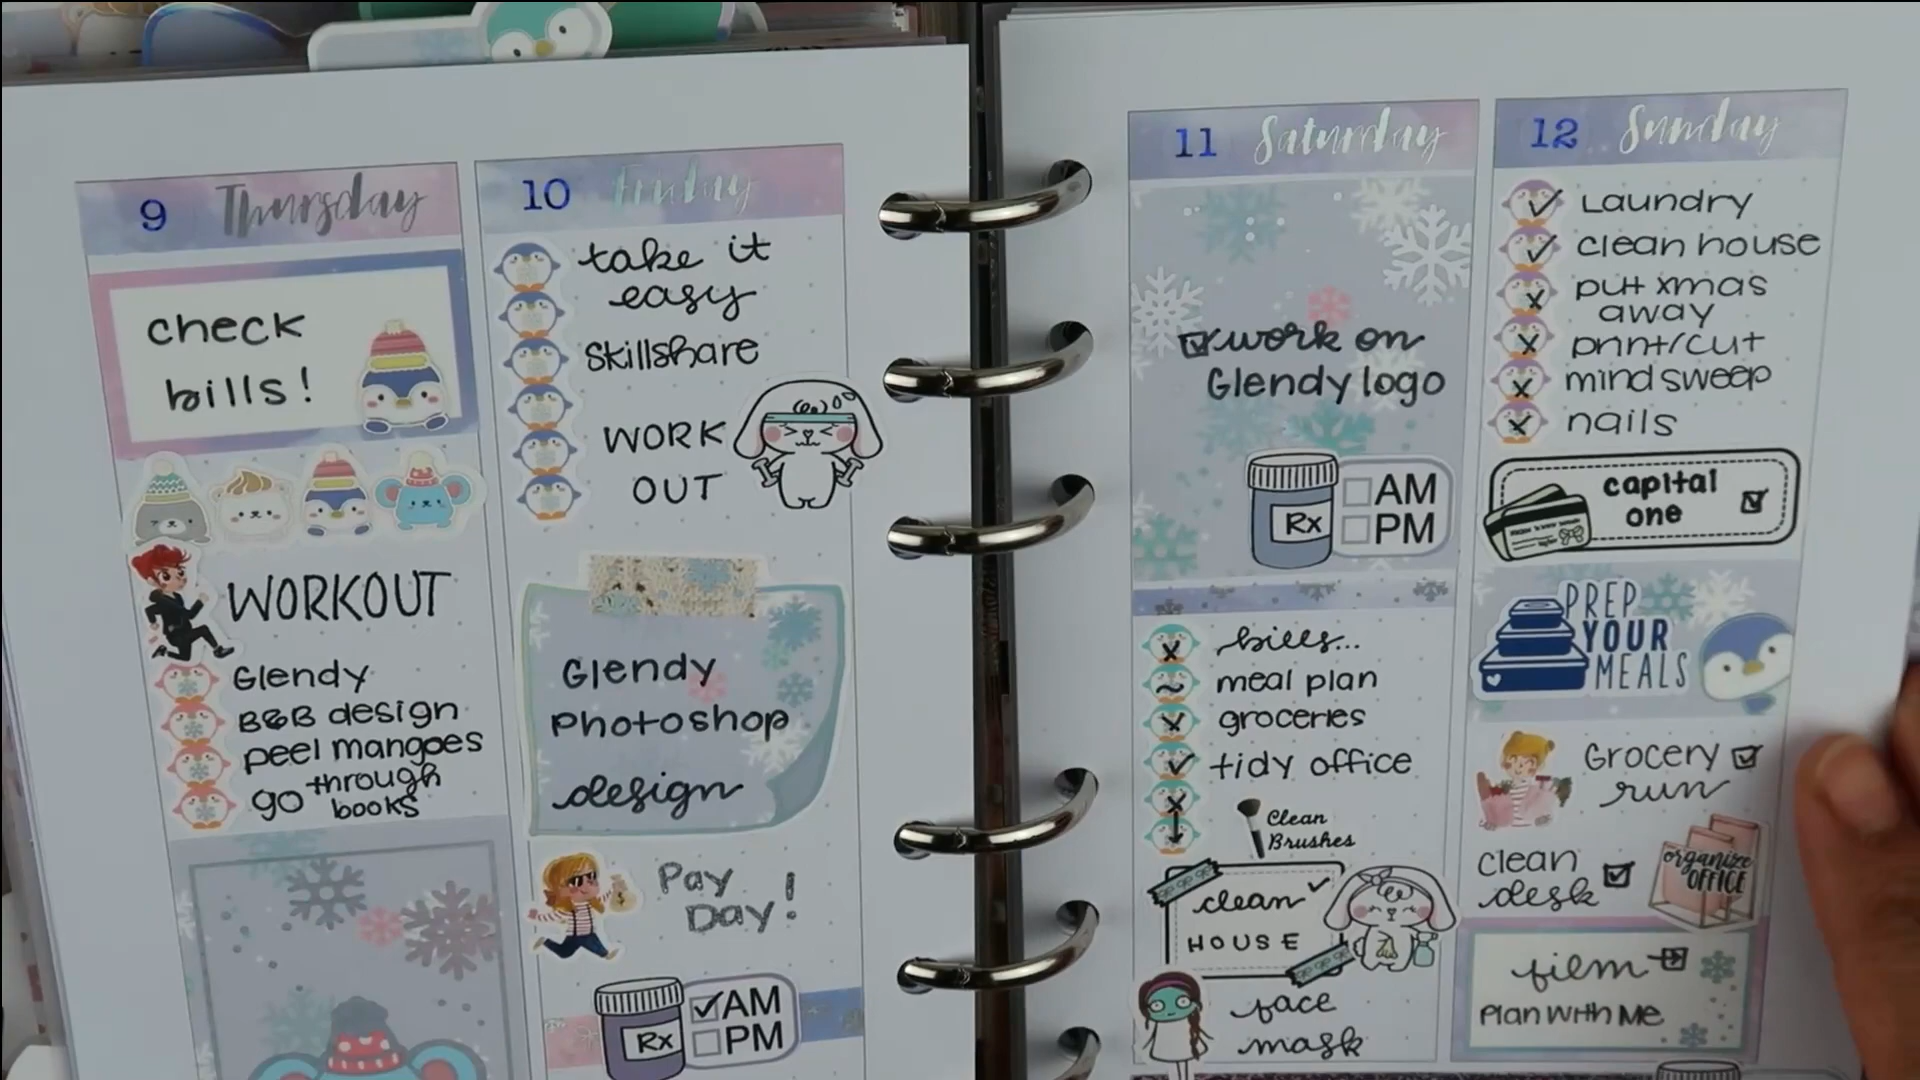 9 Thursday
check
bills!
WORKOUT
Glendy
B&B design
peel mangoes
go through
books
10 Friday
take it
easy
Skillshare
WORK
OUT
Glendy
Photoshop
design
Pay
Day!
Rx
AM
PM
11 Saturday
work on
Glendy logo
Rx
AM
PM
bills...
meal plan
groceries
tidy office
Clean
Brushes
clean
HOUSE
face
mask
12 Sunday
Laundry
clean house
put xmas
away
print/cut
mind sweep
nails
capital
one
PREP
YOUR
MEALS
Grocery
run
clean
desk
organize
OFFICE
film
Plan With Me